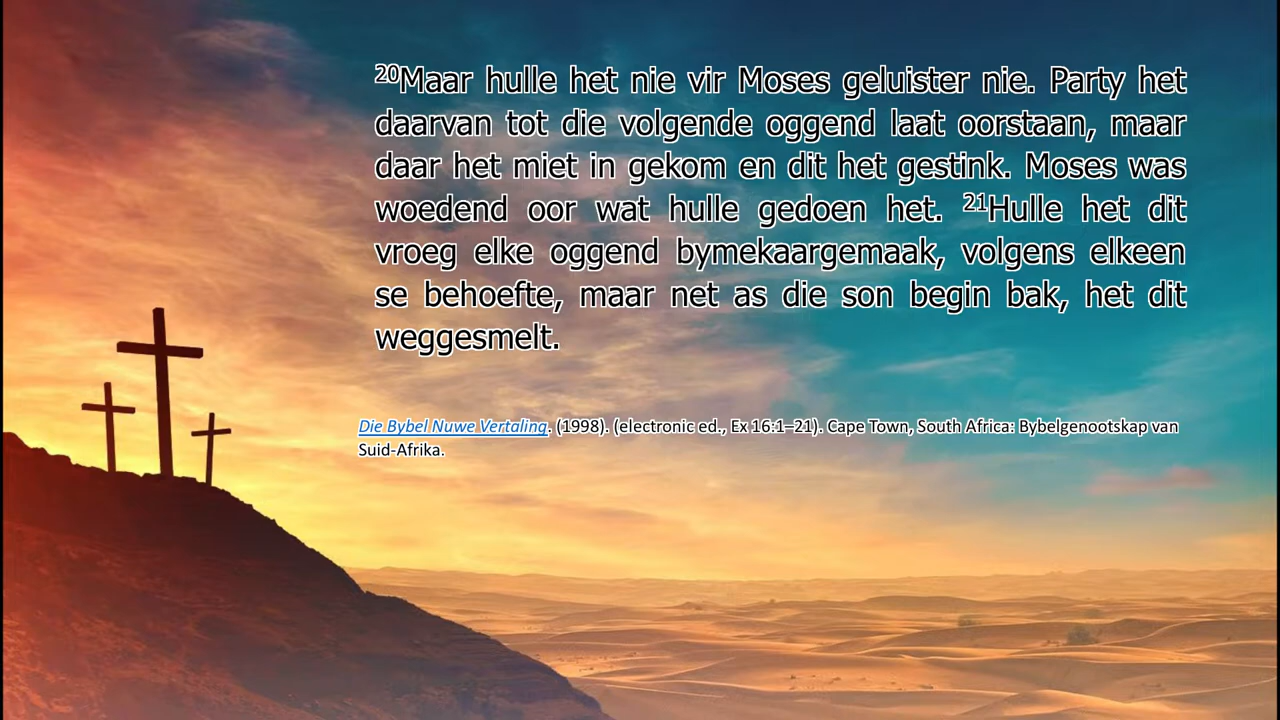 ²⁰Maar hulle het nie vir Moses geluister nie. Party het
daarvan tot die volgende oggend laat oorstaan, maar
daar het miet in gekom en dit het gestink. Moses was
woedend oor wat hulle gedoen het. ²¹Hulle het dit
vroeg elke oggend bymekaargemaak, volgens elkeen
se behoefte, maar net as die son begin bak, het dit
weggesmelt.
Die Bybel Nuwe Vertaling. (1998). (electronic ed., Ex 16:1–21). Cape Town, South Africa: Bybelgenootskap van
Suid-Afrika.